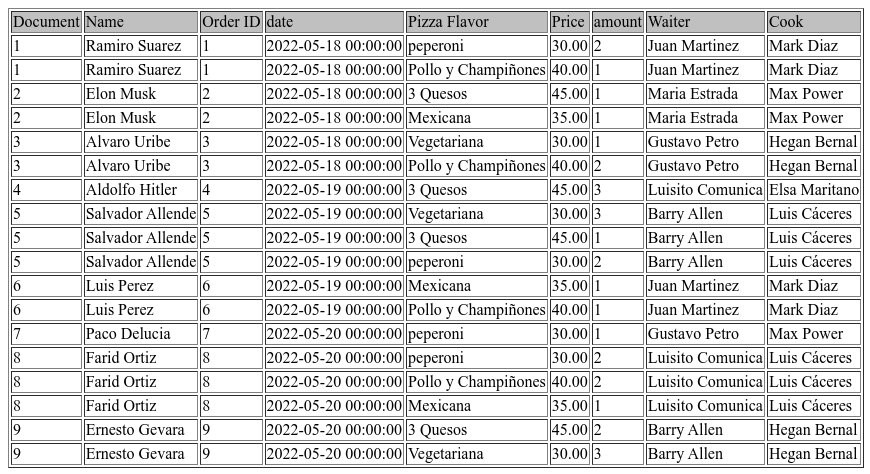 Document Name Order ID date Pizza Flavor Price amount Waiter Cook
1 Ramiro Suarez 1 2022-05-18 00:00:00 peperoni 30.00 2 Juan Martinez Mark Diaz
1 Ramiro Suarez 1 2022-05-18 00:00:00 Pollo y Champiñones 40.00 1 Juan Martinez Mark Diaz
2 Elon Musk 2 2022-05-18 00:00:00 3 Quesos 45.00 1 Maria Estrada Max Power
2 Elon Musk 2 2022-05-18 00:00:00 Mexicana 35.00 1 Maria Estrada Max Power
3 Alvaro Uribe 3 2022-05-18 00:00:00 Vegetariana 30.00 1 Gustavo Petro Hegan Bernal
3 Alvaro Uribe 3 2022-05-18 00:00:00 Pollo y Champiñones 40.00 2 Gustavo Petro Hegan Bernal
4 Aldolfo Hitler 4 2022-05-19 00:00:00 3 Quesos 45.00 3 Luisito Comunica Elsa Maritano
5 Salvador Allende 5 2022-05-19 00:00:00 Vegetariana 30.00 3 Barry Allen Luis Cáceres
5 Salvador Allende 5 2022-05-19 00:00:00 3 Quesos 45.00 1 Barry Allen Luis Cáceres
5 Salvador Allende 5 2022-05-19 00:00:00 peperoni 30.00 2 Barry Allen Luis Cáceres
6 Luis Perez 6 2022-05-19 00:00:00 Mexicana 35.00 1 Juan Martinez Mark Diaz
6 Luis Perez 6 2022-05-19 00:00:00 Pollo y Champiñones 40.00 1 Juan Martinez Mark Diaz
7 Paco Delucia 7 2022-05-20 00:00:00 peperoni 30.00 1 Gustavo Petro Max Power
8 Farid Ortiz 8 2022-05-20 00:00:00 peperoni 30.00 2 Luisito Comunica Luis Cáceres
8 Farid Ortiz 8 2022-05-20 00:00:00 Pollo y Champiñones 40.00 2 Luisito Comunica Luis Cáceres
8 Farid Ortiz 8 2022-05-20 00:00:00 Mexicana 35.00 1 Luisito Comunica Luis Cáceres
9 Ernesto Gevara 9 2022-05-20 00:00:00 3 Quesos 45.00 2 Barry Allen Hegan Bernal
9 Ernesto Gevara 9 2022-05-20 00:00:00 Vegetariana 30.00 3 Barry Allen Hegan Bernal